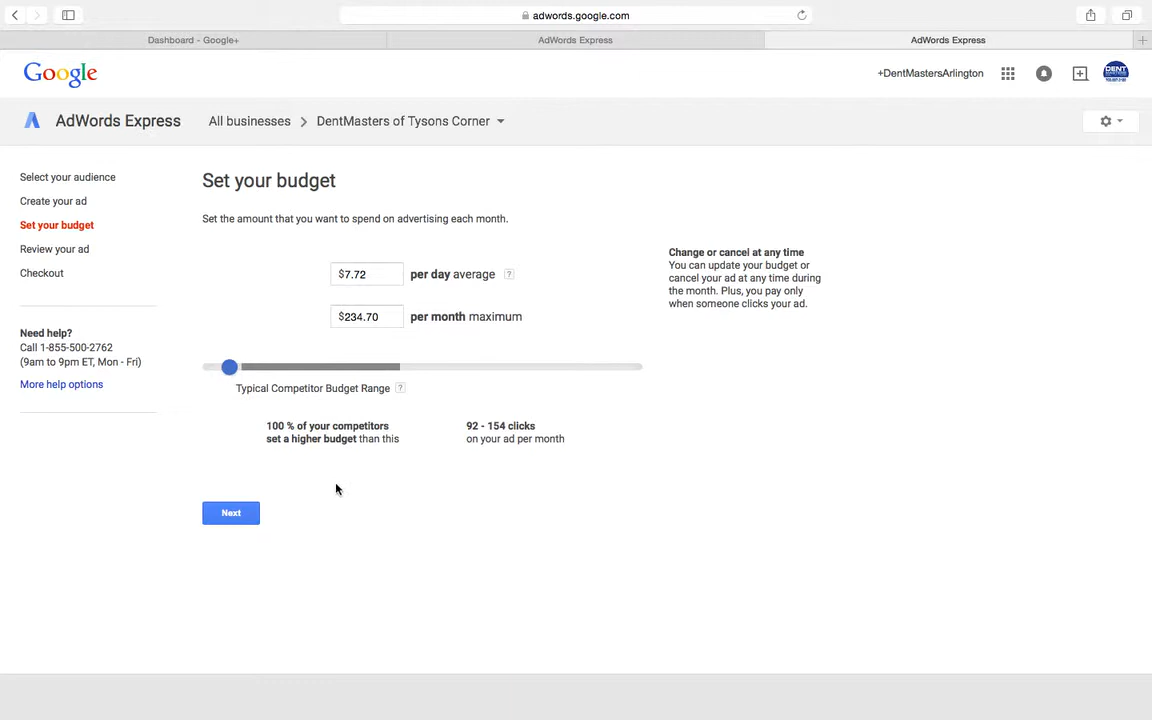 adwords.google.com
Dashboard - Google+
AdWords Express
AdWords Express
Google
+DentMastersArlington
DENT
AdWords Express
All businesses
DentMasters of Tysons Corner
Select your audience
Create your ad
Set your budget
Review your ad
Checkout
Need help?
Call 1-855-500-2762
(9am to 9pm ET, Mon - Fri)
More help options
Set your budget
Set the amount that you want to spend on advertising each month.
$7.72 per day average ?
$234.70 per month maximum
Typical Competitor Budget Range ?
100 % of your competitors
set a higher budget than this
92 - 154 clicks
on your ad per month
Next
Change or cancel at any time
You can update your budget or
cancel your ad at any time during
the month. Plus, you pay only
when someone clicks your ad.